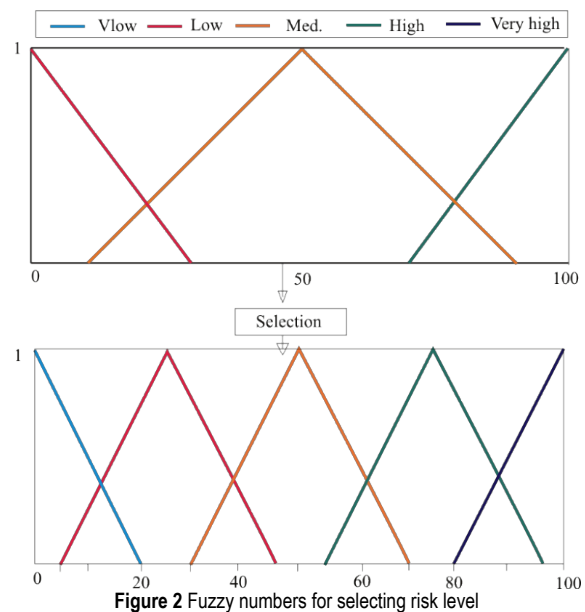 Vlow Low Med. High Very high
1
0 50 100
Selection
1
0 20 40 60 80 100
Figure 2 Fuzzy numbers for selecting risk level